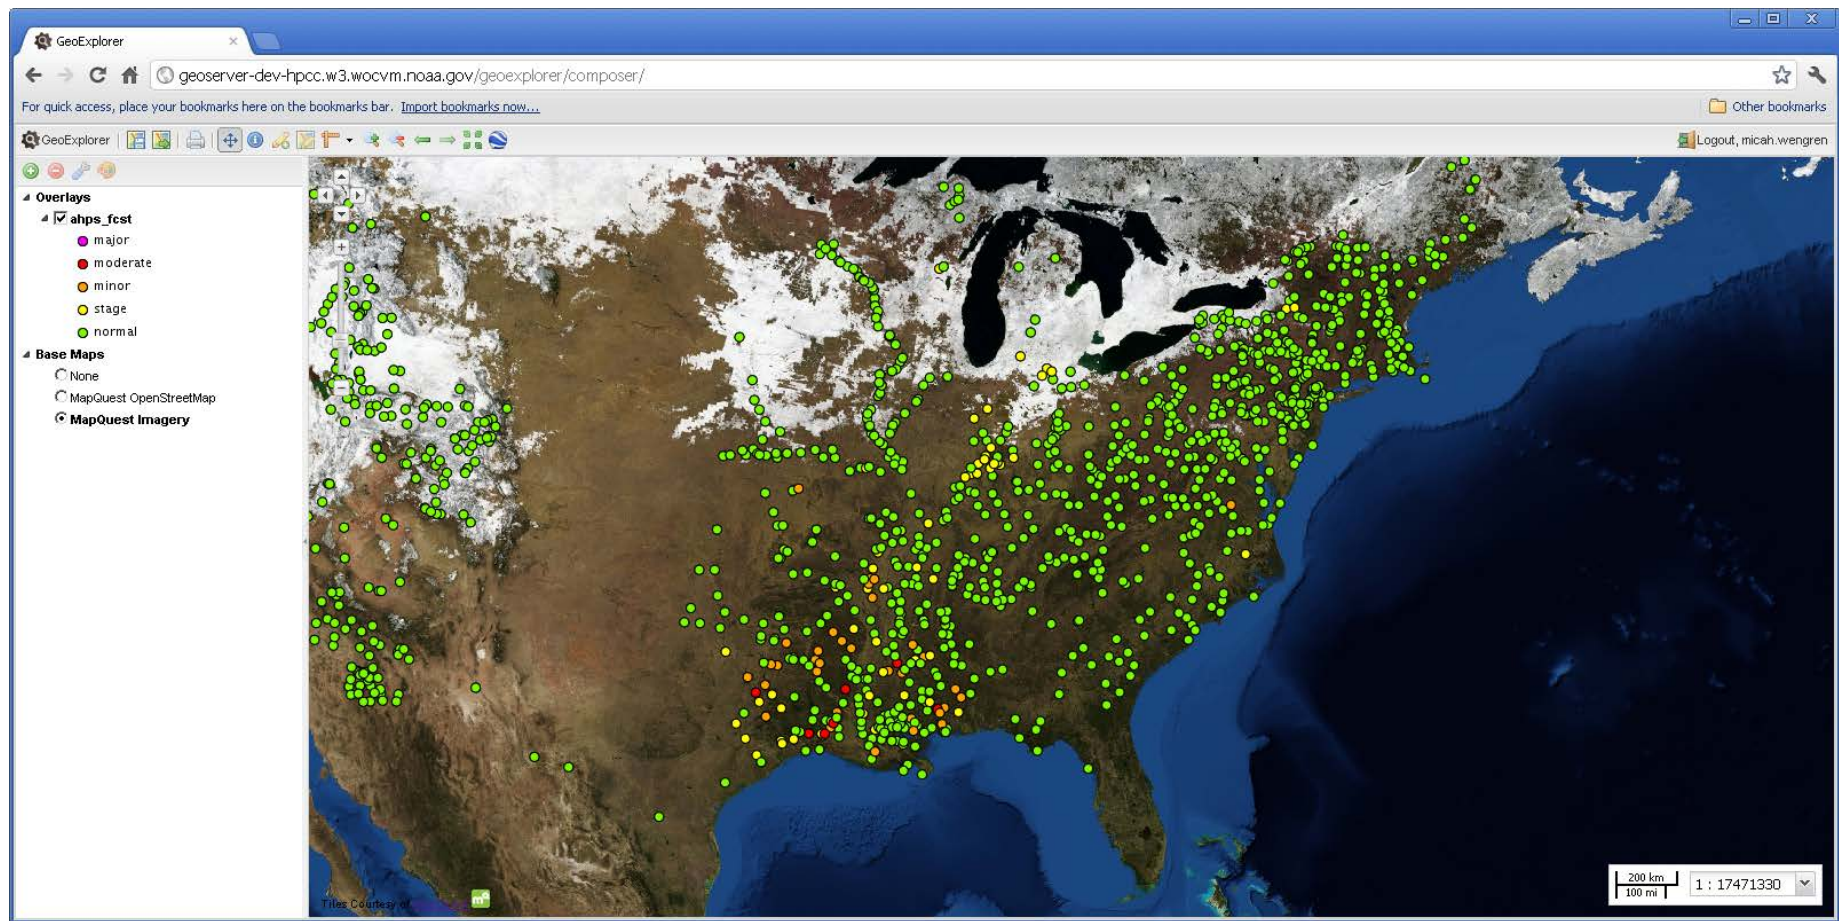 GeoExplorer
geoserver-dev-hpcc.w3.wocvm.noaa.gov/geoexplorer/composer/
For quick access, place your bookmarks here on the bookmarks bar. Import bookmarks now...
Other bookmarks
GeoExplorer
Logout, micah.wengren
Overlays
ahps_fcst
major
moderate
minor
stage
normal
Base Maps
None
MapQuest OpenStreetMap
MapQuest Imagery
Tiles Courtesy of
200 km
100 mi
1 : 17471330